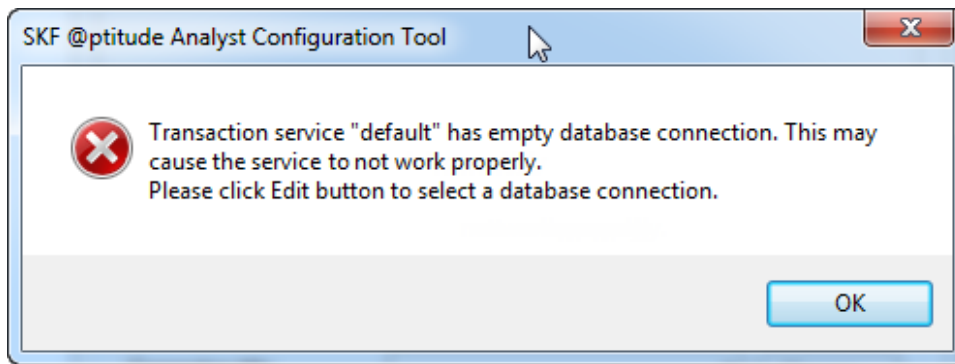 SKF @ptitude Analyst Configuration Tool
Transaction service "default" has empty database connection. This may
cause the service to not work properly.
Please click Edit button to select a database connection.
OK